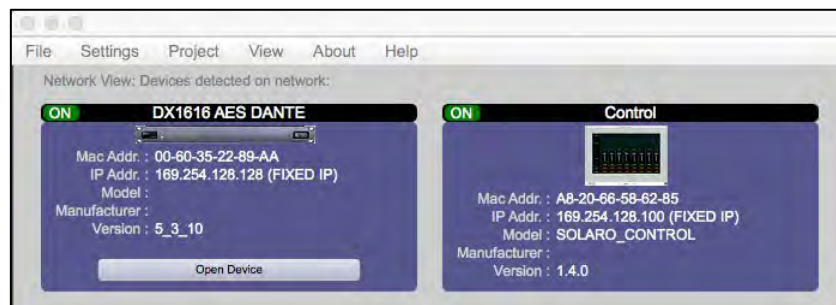 File Settings Project View About Help
Network View: Devices detected on network:
ON DX1616 AES DANTE
Mac Addr. : 00-60-35-22-89-AA
IP Addr. : 169.254.128.128 (FIXED IP)
Model :
Manufacturer :
Version : 5_3_10
Open Device
ON Control
Mac Addr. : A8-20-66-58-62-85
IP Addr. : 169.254.128.100 (FIXED IP)
Model : SOLARO_CONTROL
Manufacturer :
Version : 1.4.0